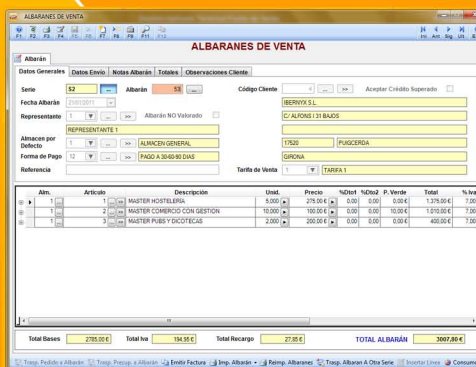 ALBARANES DE VENTA
F1 F2 F3 F4 F5 F6 F7 F8 F9 F11 F12
Ini Ant Sig Ult
ALBARANES DE VENTA
Albarán
Datos Generales Datos Envío Notas Albarán Totales Observaciones Cliente
Serie S2 ... Albarán 53 ... Código Cliente 4 ... >> Aceptar Crédito Superado
Fecha Albarán 21/01/2011 IBERNYX S.L.
Representante 1 ... >> Albarán NO Valorado C/ ALFONS I 31 BAJOS
REPRESENTANTE 1
Almacen por Defecto 1 ... >> ALMACEN GENERAL 17520 PUIGCERDA
Forma de Pago 12 ... >> PAGO A 30-60-90 DIAS GIRONA
Referencia Tarifa de Venta 1 TARIFA 1
Alm. Artículo Descripción Unid. Precio %Dto1 %Dto2 P. Verde Total % Iva
1 ... 1 ... >> MASTER HOSTELERÍA 5,000 275,00 € 0,00 0,00 0,00 € 1.375,00 € 7,00
1 ... 2 ... >> MASTER COMERCIO CON GESTION 10,000 100,00 € 0,00 0,00 10,00 € 1.010,00 € 7,00
1 ... 3 ... >> MASTER PUBS Y DICOTECAS 2,000 200,00 € 0,00 0,00 0,00 € 400,00 € 7,00
Total Bases 2785,00 € Total Iva 194,95 € Total Recargo 27,85 € TOTAL ALBARÁN 3007,80 €
Trasp. Pedido a Albarán Trasp. Presup. a Albarán Emitir Factura Imp. Albarán Reimp. Albaranes Trasp. Albaran A Otra Serie Insertar Línea